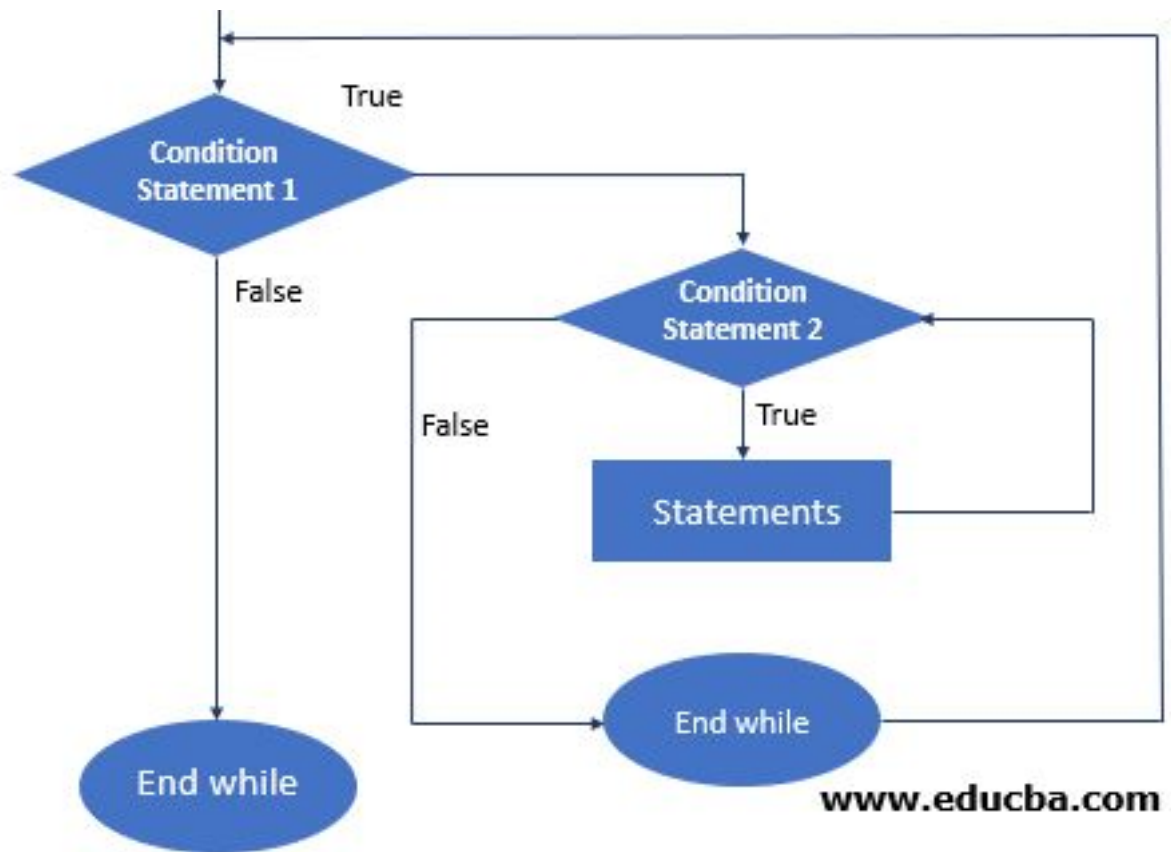 True
Condition
Statement 1
False
Condition
Statement 2
False
True
Statements
End while
End while
www.educba.com